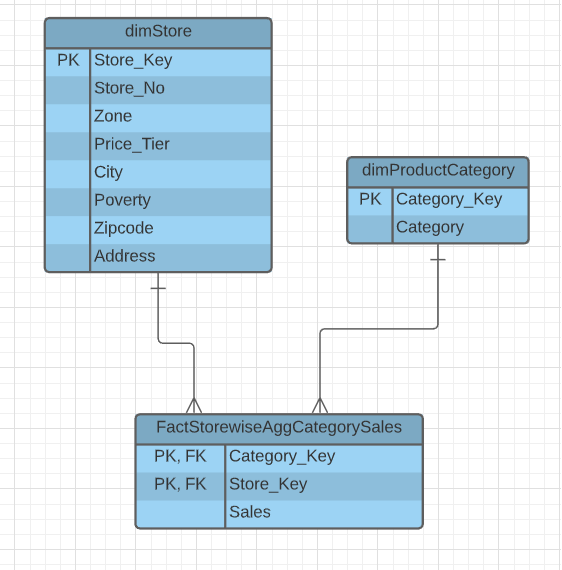 dimStore
PK Store_Key
Store_No
Zone
Price_Tier
City
Poverty
Zipcode
Address
dimProductCategory
PK Category_Key
Category
FactStorewiseAggCategorySales
PK, FK Category_Key
PK, FK Store_Key
Sales